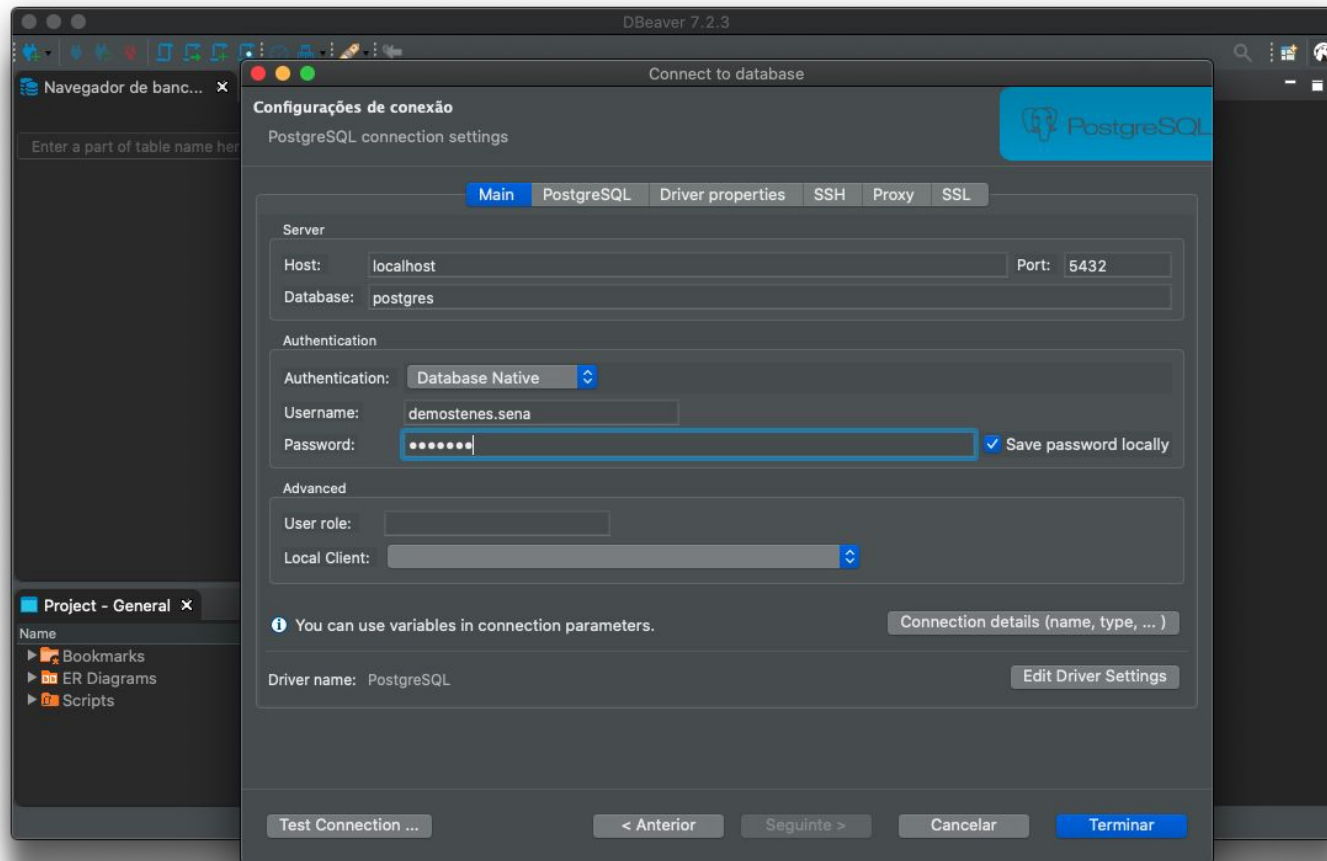 DBeaver 7.2.3
Navegador de banc...
Enter a part of table name her
Connect to database
Configurações de conexão
PostgreSQL connection settings
PostgreSQL
Main PostgreSQL Driver properties SSH Proxy SSL
Server
Host: localhost Port: 5432
Database: postgres
Authentication
Authentication: Database Native
Username: demostenes.sena
Password: ••••••• Save password locally
Advanced
User role:
Local Client:
You can use variables in connection parameters.
Connection details (name, type, ... )
Driver name: PostgreSQL
Edit Driver Settings
Test Connection ... < Anterior Seguinte > Cancelar Terminar
Project - General
Name
Bookmarks
ER Diagrams
Scripts